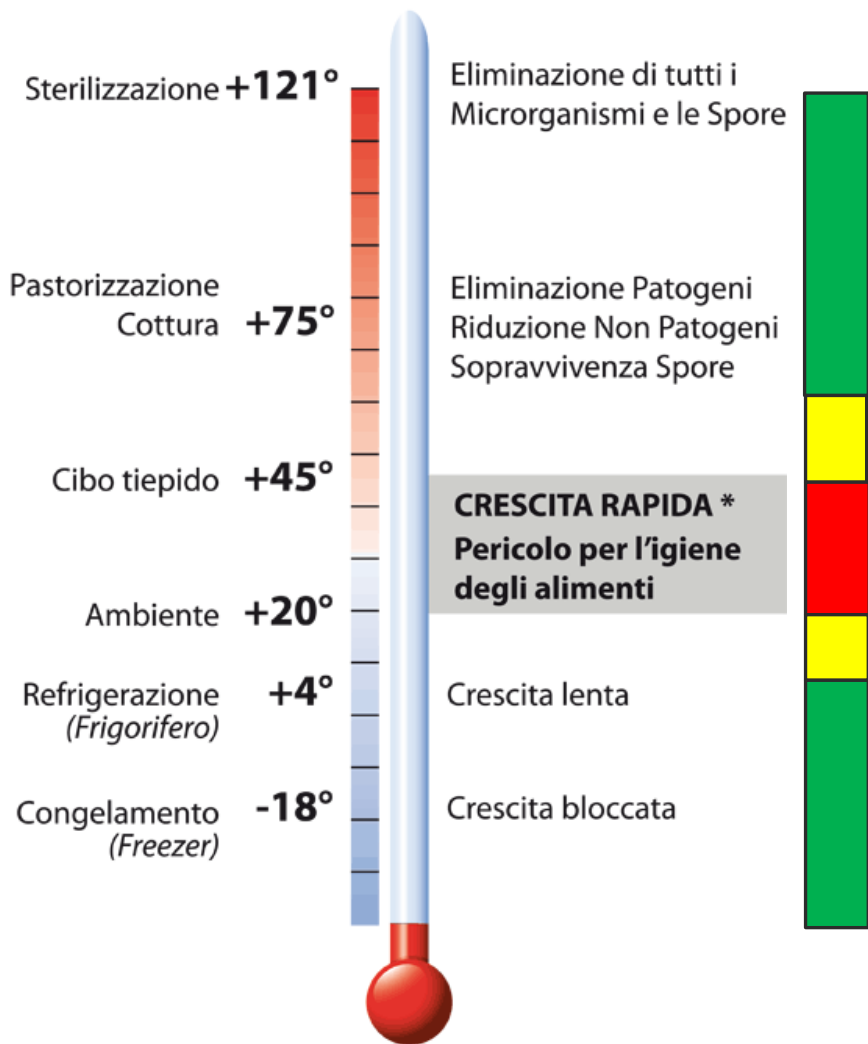 Sterilizzazione +121°
Eliminazione di tutti i
Microrganismi e le Spore
Pastorizzazione
Cottura +75°
Eliminazione Patogeni
Riduzione Non Patogeni
Sopravvivenza Spore
Cibo tiepido +45°
CRESCITA RAPIDA *
Pericolo per l'igiene
degli alimenti
Ambiente +20°
Refrigerazione +4°
(Frigorifero)
Crescita lenta
Congelamento -18°
(Freezer)
Crescita bloccata